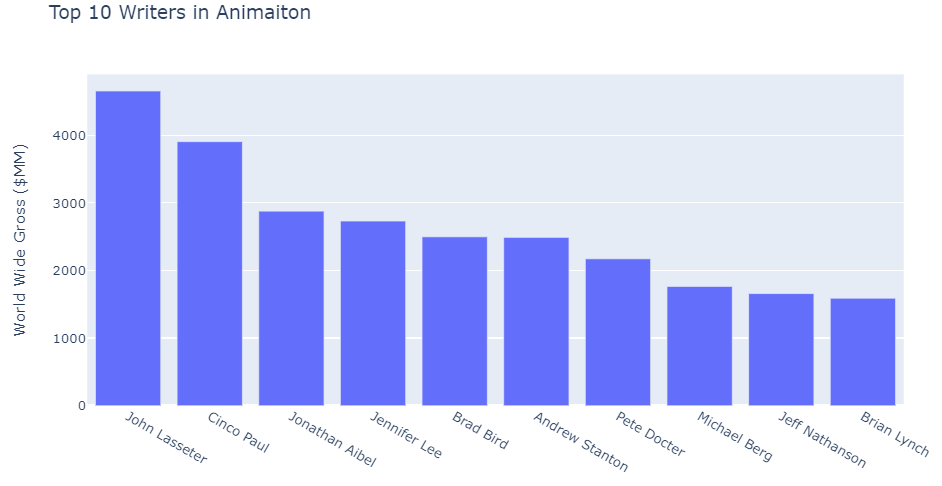 Top 10 Writers in Animaiton
World Wide Gross ($MM)
4000
3000
2000
1000
0
John Lasseter
Cinco Paul
Jonathan Aibel
Jennifer Lee
Brad Bird
Andrew Stanton
Pete Docter
Michael Berg
Jeff Nathanson
Brian Lynch